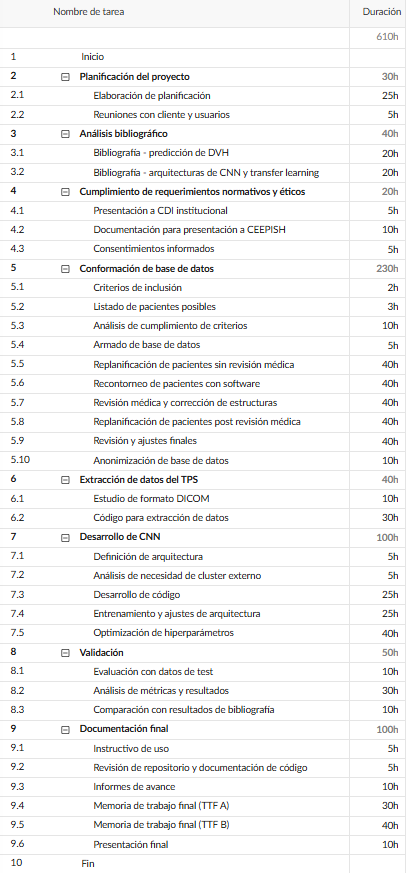 Nombre de tarea Duración
610h
1 Inicio
2 Planificación del proyecto 30h
2.1 Elaboración de planificación 25h
2.2 Reuniones con cliente y usuarios 5h
3 Análisis bibliográfico 40h
3.1 Bibliografía - predicción de DVH 20h
3.2 Bibliografía - arquitecturas de CNN y transfer learning 20h
4 Cumplimiento de requerimientos normativos y éticos 20h
4.1 Presentación a CDI institucional 5h
4.2 Documentación para presentación a CEEPISH 10h
4.3 Consentimientos informados 5h
5 Conformación de base de datos 230h
5.1 Criterios de inclusión 2h
5.2 Listado de pacientes posibles 3h
5.3 Análisis de cumplimiento de criterios 10h
5.4 Armado de base de datos 5h
5.5 Replanificación de pacientes sin revisión médica 40h
5.6 Recontorneo de pacientes con software 40h
5.7 Revisión médica y corrección de estructuras 40h
5.8 Replanificación de pacientes post revisión médica 40h
5.9 Revisión y ajustes finales 40h
5.10 Anonimización de base de datos 10h
6 Extracción de datos del TPS 40h
6.1 Estudio de formato DICOM 10h
6.2 Código para extracción de datos 30h
7 Desarrollo de CNN 100h
7.1 Definición de arquitectura 5h
7.2 Análisis de necesidad de cluster externo 5h
7.3 Desarrollo de código 25h
7.4 Entrenamiento y ajustes de arquitectura 25h
7.5 Optimización de hiperparámetros 40h
8 Validación 50h
8.1 Evaluación con datos de test 10h
8.2 Análisis de métricas y resultados 30h
8.3 Comparación con resultados de bibliografía 10h
9 Documentación final 100h
9.1 Instructivo de uso 5h
9.2 Revisión de repositorio y documentación de código 5h
9.3 Informes de avance 10h
9.4 Memoria de trabajo final (TTF A) 30h
9.5 Memoria de trabajo final (TTF B) 40h
9.6 Presentación final 10h
10 Fin